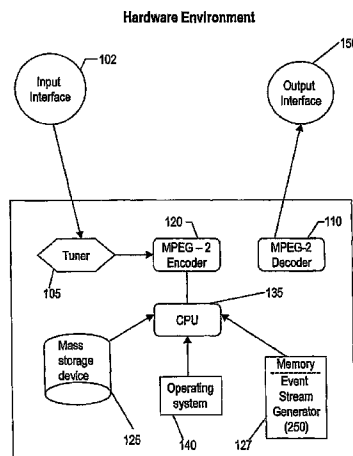 Hardware Environment
102
150
Input
Interface
Output
Interface
120
110
Tuner
MPEG – 2
Encoder
MPEG-2
Decoder
105
135
CPU
Mass
storage
device
Operating
system
Memory
Event
Stream
Generator
(250)
126
140
127